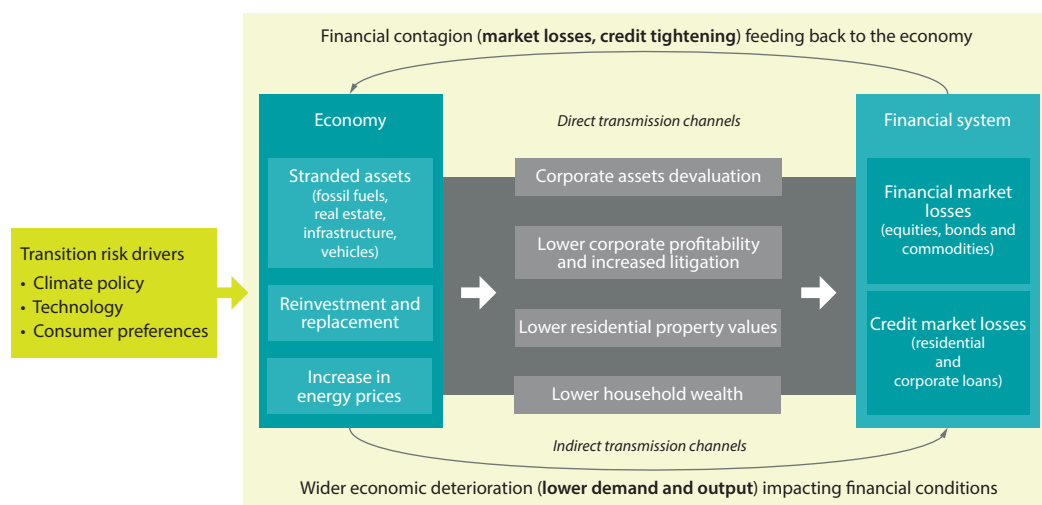 Financial contagion (market losses, credit tightening) feeding back to the economy
Economy
Direct transmission channels
Financial system
Stranded assets
(fossil fuels,
real estate,
infrastructure,
vehicles)
Reinvestment and
replacement
Increase in
energy prices
Corporate assets devaluation
Lower corporate profitability
and increased litigation
Lower residential property values
Lower household wealth
Financial market
losses
(equities, bonds and
commodities)
Credit market losses
(residential
and
corporate loans)
Transition risk drivers
• Climate policy
• Technology
• Consumer preferences
Indirect transmission channels
Wider economic deterioration (lower demand and output) impacting financial conditions